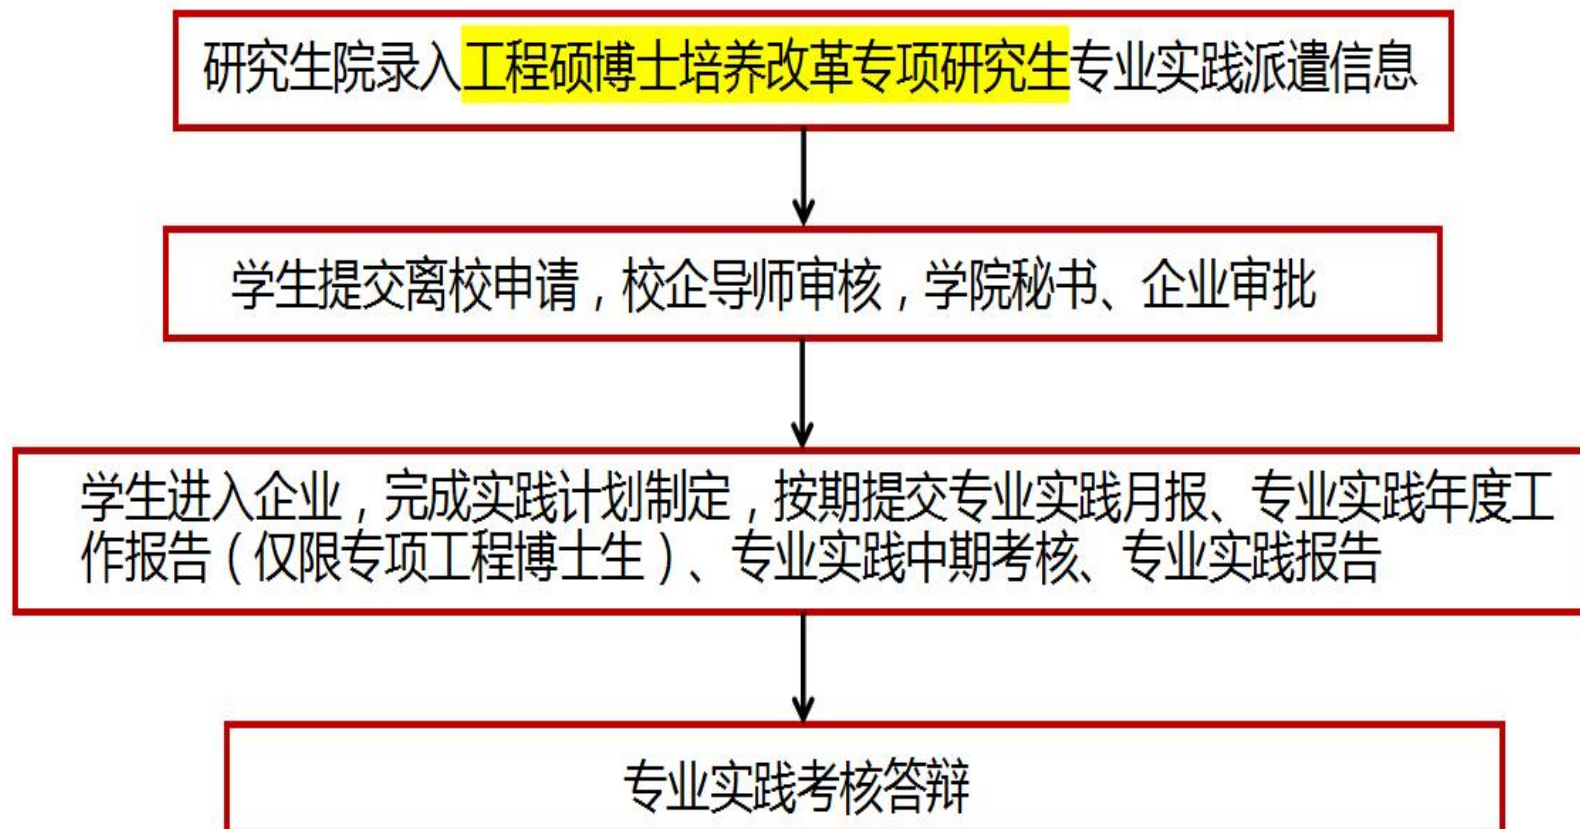 研究生院录入工程硕博士培养改革专项研究生专业实践派遣信息
学生提交离校申请，校企导师审核，学院秘书、企业审批
学生进入企业，完成实践计划制定，按期提交专业实践月报、专业实践年度工
作报告（仅限专项工程博士生）、专业实践中期考核、专业实践报告
专业实践考核答辩